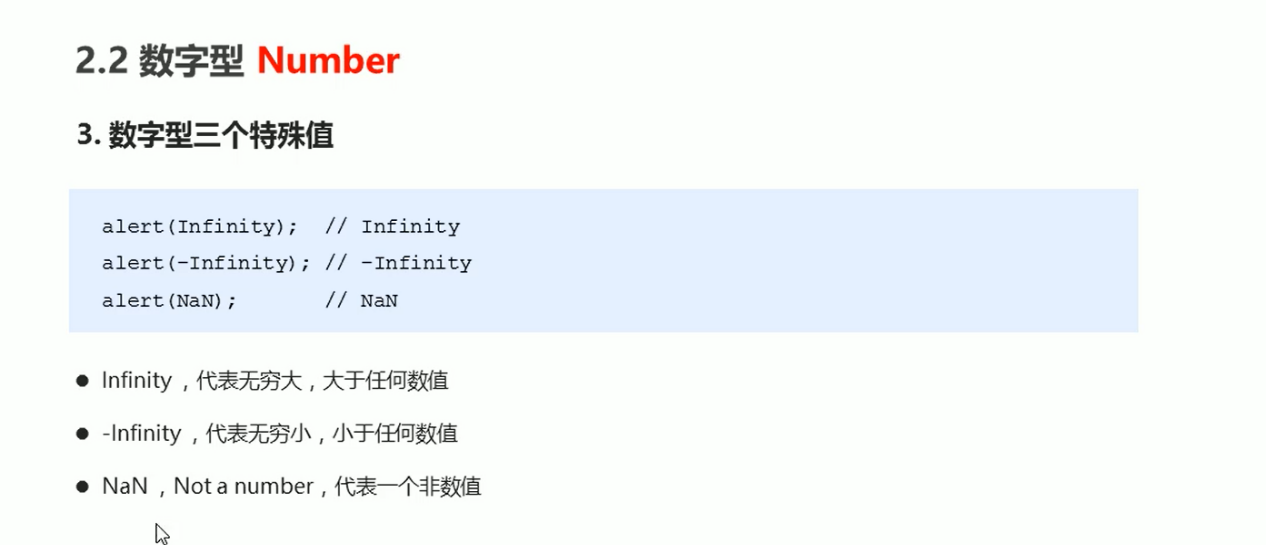 2.2 数字型 Number
3. 数字型三个特殊值
alert(Infinity);  // Infinity
alert(-Infinity); // -Infinity
alert(NaN);       // NaN
● Infinity ，代表无穷大，大于任何数值
● -Infinity ，代表无穷小，小于任何数值
● NaN ，Not a number，代表一个非数值